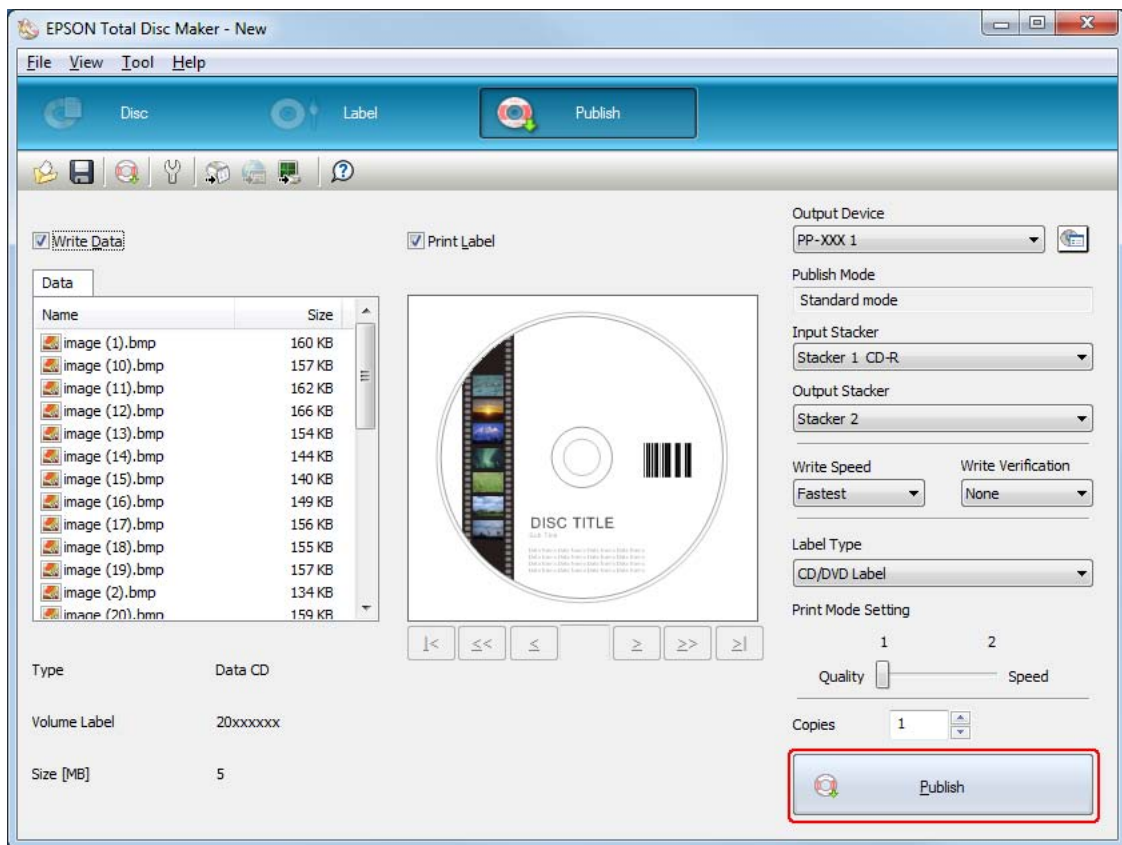 EPSON Total Disc Maker - New
File View Tool Help
Disc Label Publish
Write Data
Print Label
Data
Name Size
image (1).bmp 160 KB
image (10).bmp 157 KB
image (11).bmp 162 KB
image (12).bmp 166 KB
image (13).bmp 154 KB
image (14).bmp 144 KB
image (15).bmp 140 KB
image (16).bmp 149 KB
image (17).bmp 156 KB
image (18).bmp 155 KB
image (19).bmp 157 KB
image (2).bmp 134 KB
image (20).bmp 159 KB
Type Data CD
Volume Label 20xxxxxx
Size [MB] 5
DISC TITLE
Sub Title
|< << < > >> >|
Output Device
PP-XXX 1
Publish Mode
Standard mode
Input Stacker
Stacker 1 CD-R
Output Stacker
Stacker 2
Write Speed Write Verification
Fastest None
Label Type
CD/DVD Label
Print Mode Setting
1 2
Quality Speed
Copies 1
Publish